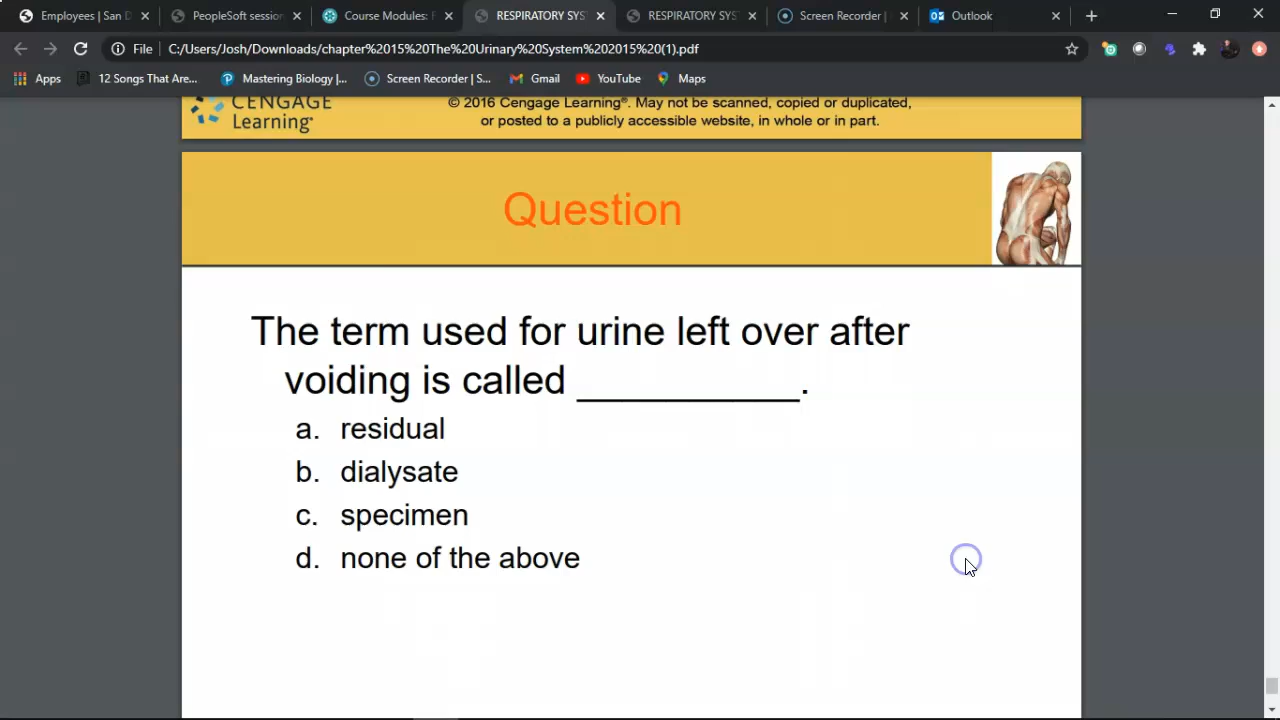 Employees | San D
PeopleSoft session
Course Modules: F
RESPIRATORY SYS
RESPIRATORY SYS
Screen Recorder |
Outlook
File
C:/Users/Josh/Downloads/chapter%2015%20The%20Urinary%20System%202015%20(1).pdf
Apps
12 Songs That Are...
Mastering Biology |...
Screen Recorder | S...
Gmail
YouTube
Maps
CENGAGE
Learning®
© 2016 Cengage Learning®. May not be scanned, copied or duplicated,
or posted to a publicly accessible website, in whole or in part.
Question
The term used for urine left over after
voiding is called __________.
a. residual
b. dialysate
c. specimen
d. none of the above